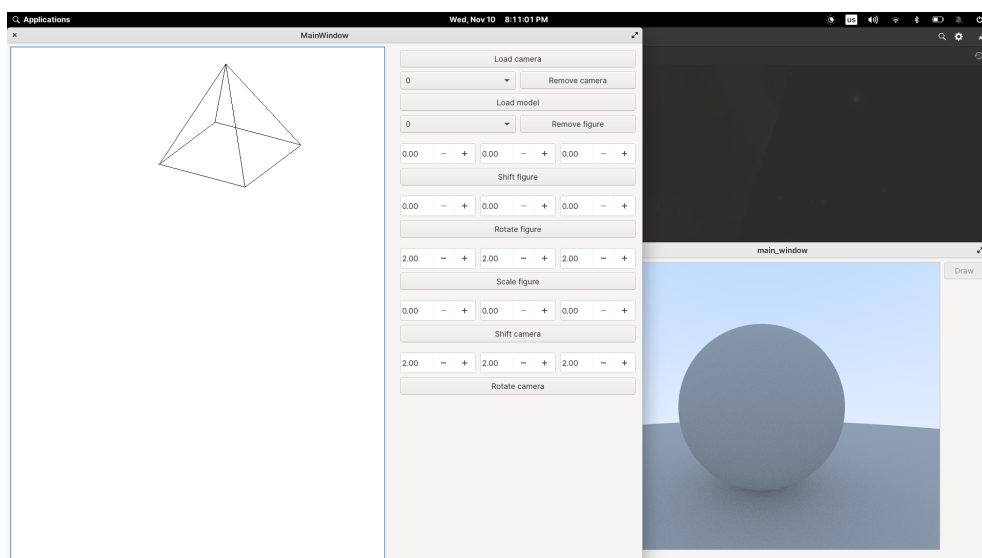 Applications Wed, Nov 10 8:11:01 PM us
× MainWindow
Load camera
0 Remove camera
Load model
0 Remove figure
0.00 − + 0.00 − + 0.00 − +
Shift figure
0.00 − + 0.00 − + 0.00 − +
Rotate figure
2.00 − + 2.00 − + 2.00 − +
Scale figure
0.00 − + 0.00 − + 0.00 − +
Shift camera
2.00 − + 2.00 − + 2.00 − +
Rotate camera
main_window
Draw